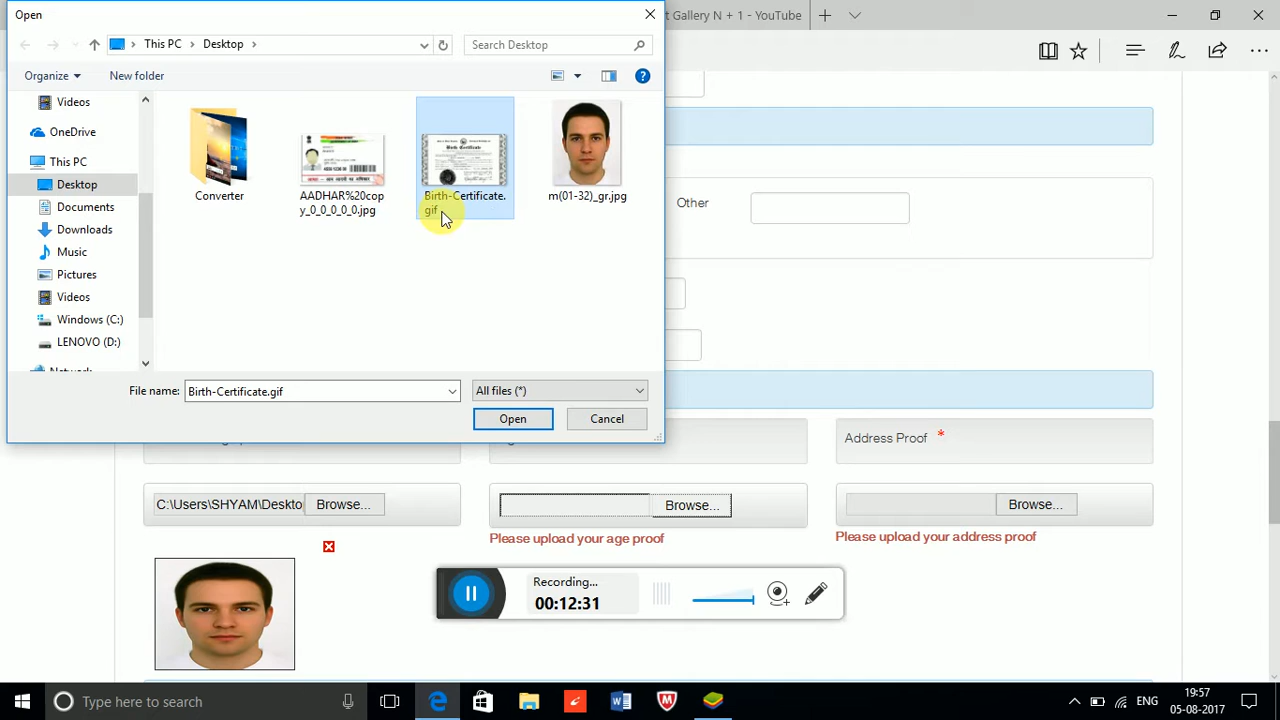 Open
t Gallery N + 1 - YouTube
This PC
Desktop
Search Desktop
Organize
New folder
Videos
OneDrive
This PC
Desktop
Documents
Downloads
Music
Pictures
Videos
Windows (C:)
LENOVO (D:)
Converter
AADHAR%20cop
y_0_0_0_0_0.jpg
Birth-Certificate.
gif
m(01-32)_gr.jpg
Birth Certificate
Other
File name:
Birth-Certificate.gif
All files (*)
Open
Cancel
Address Proof *
C:\Users\SHYAM\Deskto
Browse...
Browse...
Browse...
Please upload your age proof
Please upload your address proof
Recording...
00:12:31
Type here to search
ENG
19:57
05-08-2017